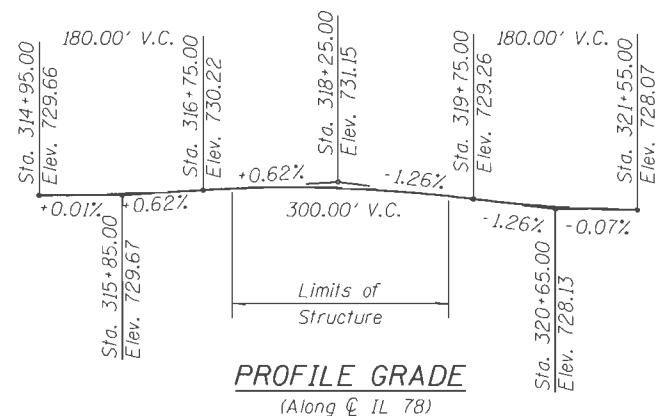 180.00' V.C.
180.00' V.C.
Sta. 314+95.00
Elev. 729.66
Sta. 316+75.00
Elev. 730.22
Sta. 318+25.00
Elev. 731.15
Sta. 319+75.00
Elev. 729.26
Sta. 321+55.00
Elev. 728.07
+0.62%
-1.26%
+0.01%
+0.62%
300.00' V.C.
-1.26%
-0.07%
Sta. 315+85.00
Elev. 729.67
Limits of
Structure
Sta. 320+65.00
Elev. 728.13
PROFILE GRADE
(Along ℄ IL 78)